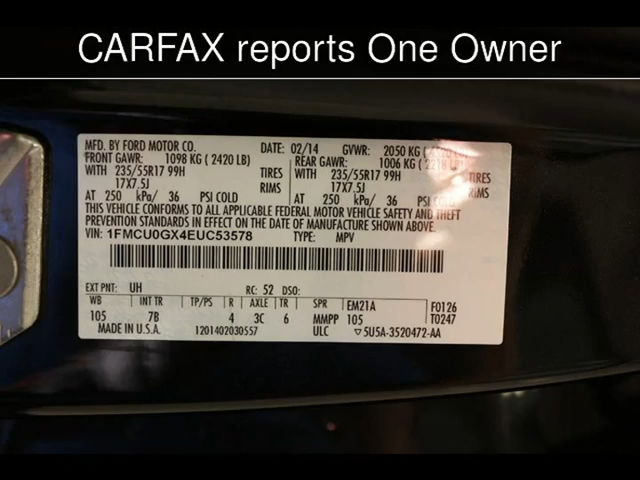 CARFAX reports One Owner
MFD. BY FORD MOTOR CO. DATE: 02/14 GVWR: 2050 KG
FRONT GAWR: 1098 KG ( 2420 LB) REAR GAWR: 1006 KG
WITH 235/55R17 99H TIRES WITH 235/55R17 99H TIRES
17X7.5J RIMS 17X7.5J RIMS
AT 250 kPa/ 36 PSI COLD AT 250 kPa/ 36 PSI COLD
THIS VEHICLE CONFORMS TO ALL APPLICABLE FEDERAL MOTOR VEHICLE SAFETY AND THEFT
PREVENTION STANDARDS IN EFFECT ON THE DATE OF MANUFACTURE SHOWN ABOVE.
VIN: 1FMCU0GX4EUC53578 TYPE: MPV
EXT PNT: UH RC: 52 DSO:
WB INT TR TP/PS R AXLE TR SPR EM21A F0126
105 7B 4 3C 6 MMPP 105 T0247
MADE IN U.S.A. 1201402030557 ULC ▽5U5A-3520472-AA